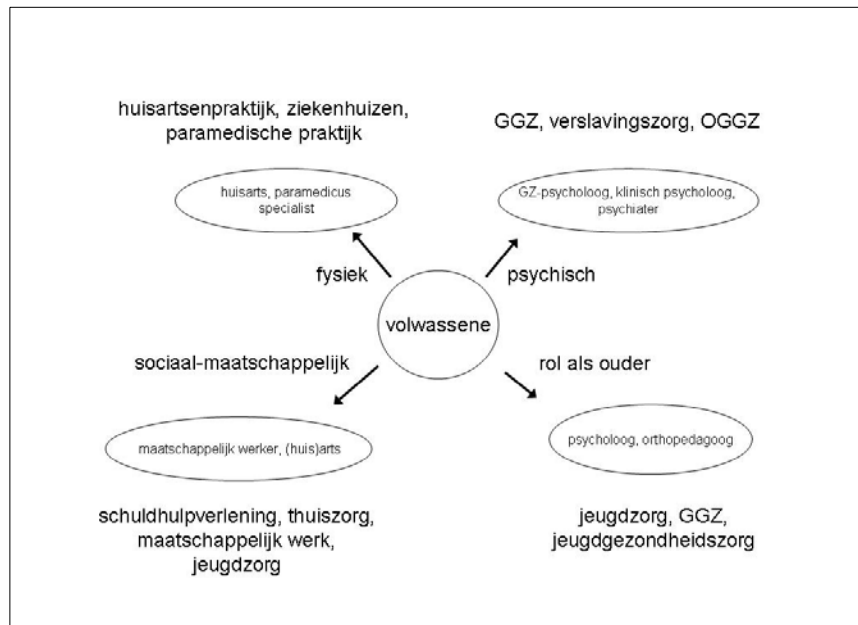 huisartsenpraktijk, ziekenhuizen,
paramedische praktijk
GGZ, verslavingszorg, OGGZ
huisarts, paramedicus
specialist
GZ-psycholoog, klinisch psycholoog,
psychiater
fysiek
psychisch
volwassene
sociaal-maatschappelijk
rol als ouder
maatschappelijk werker, (huis)arts
psycholoog, orthopedagoog
schuldhulpverlening, thuiszorg,
maatschappelijk werk,
jeugdzorg
jeugdzorg, GGZ,
jeugdgezondheidszorg